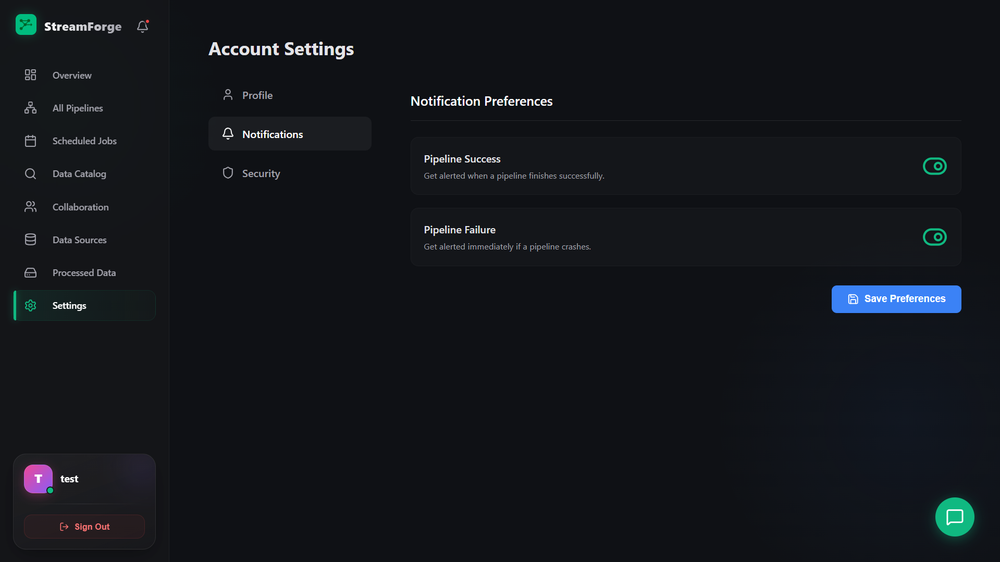 StreamForge
Overview
All Pipelines
Scheduled Jobs
Data Catalog
Collaboration
Data Sources
Processed Data
Settings
T
test
Sign Out
Account Settings
Profile
Notifications
Security
Notification Preferences
Pipeline Success
Get alerted when a pipeline finishes successfully.
Pipeline Failure
Get alerted immediately if a pipeline crashes.
Save Preferences